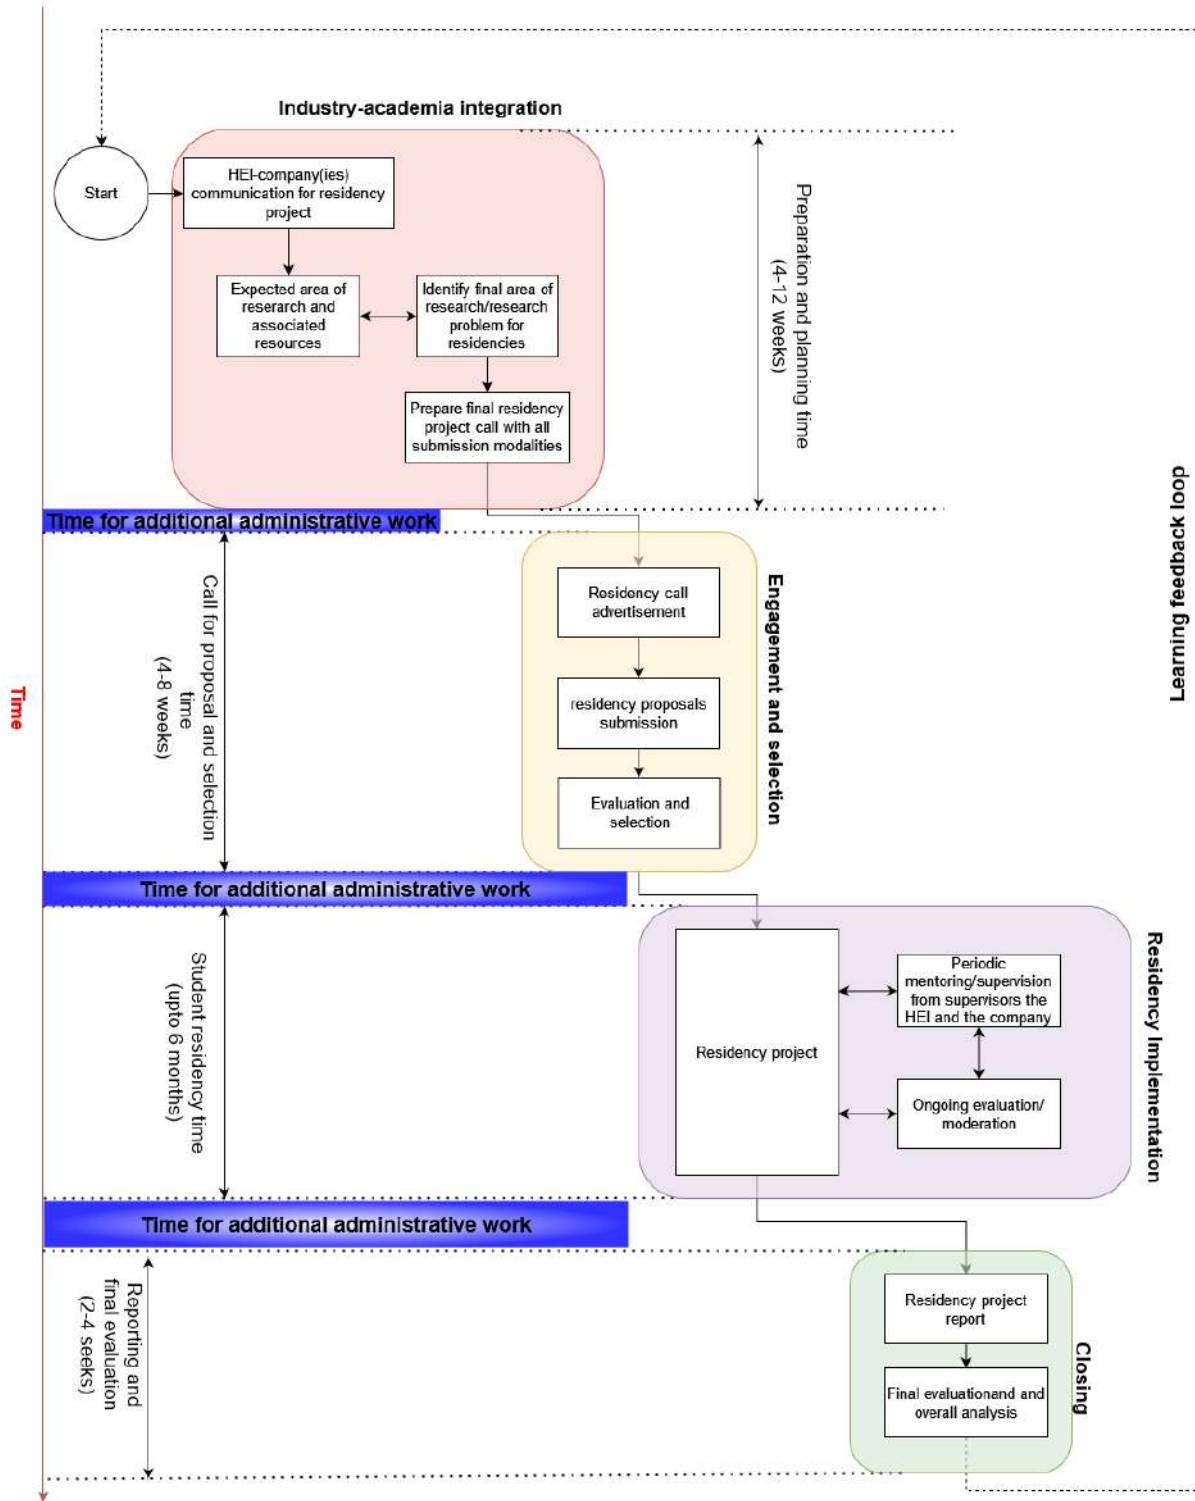 Industry-academia integration
Start
HEI-company(ies)
communication for residency
project
Expected area of
reserarch and
associated
resources
Identify final area of
research/research
problem for
residencies
Prepare final residency
project call with all
submission modalities
Preparation and planning time
(4-12 weeks)
Learning feedback loop
Time for additional administrative work
Call for proposal and selection
time
(4-8 weeks)
Residency call
advertisement
residency proposals
submission
Evaluation and
selection
Engagement and selection
Time
Time for additional administrative work
Student residency time
(upto 6 months)
Residency project
Periodic
mentoring/supervision
from supervisors the
HEI and the company
Ongoing evaluation/
moderation
Residency Implementation
Time for additional administrative work
Reporting and
final evaluation
(2-4 seeks)
Residency project
report
Final evaluationand and
overall analysis
Closing